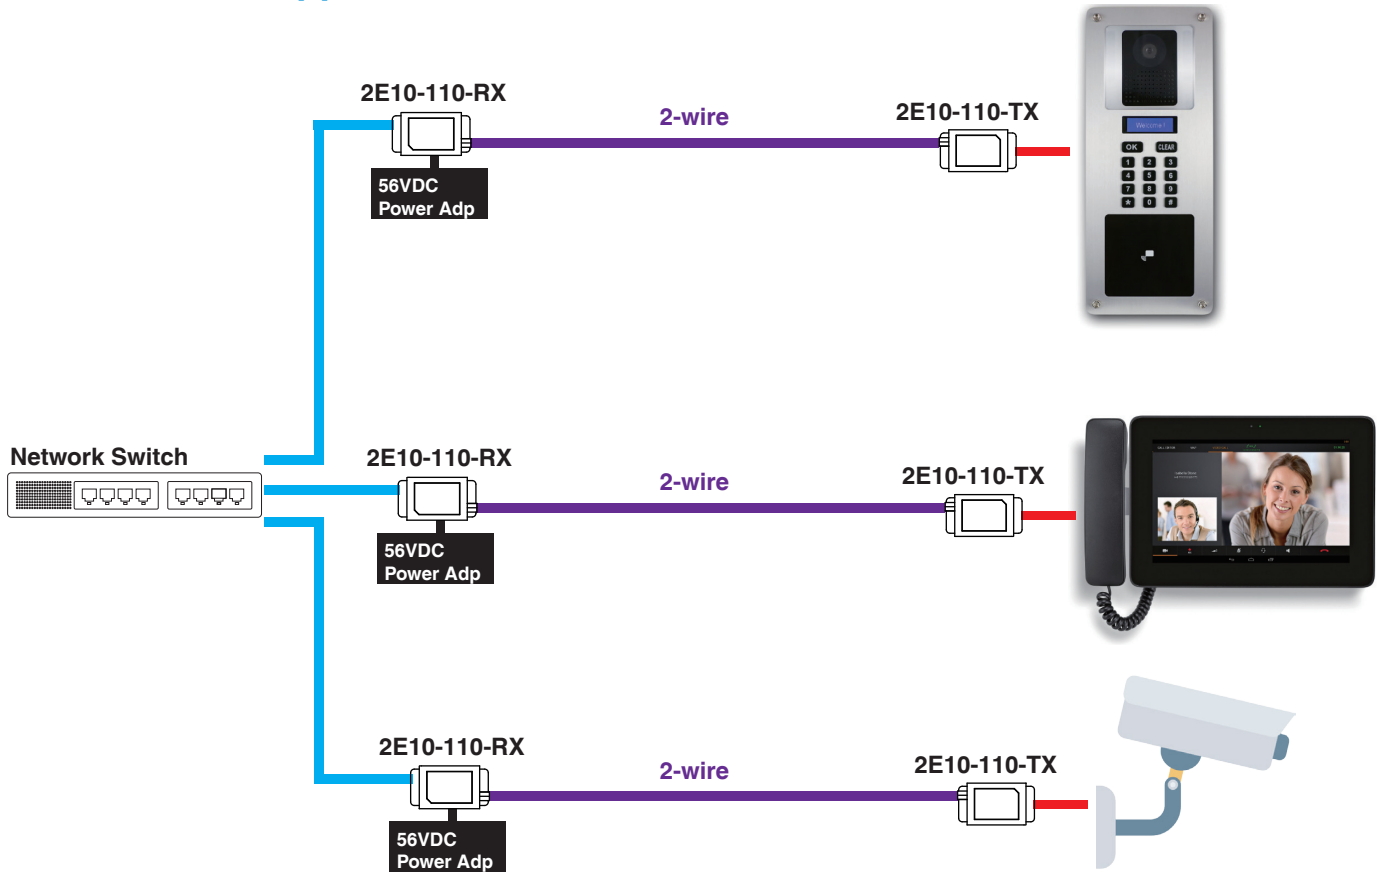 2E10-110-RX
2-wire
2E10-110-TX
56VDC
Power Adp
Welcome!
OK CLEAR
1 2 3
4 5 6
7 8 9
* 0 #
Network Switch
2E10-110-RX
2-wire
2E10-110-TX
56VDC
Power Adp
2E10-110-RX
2-wire
2E10-110-TX
56VDC
Power Adp